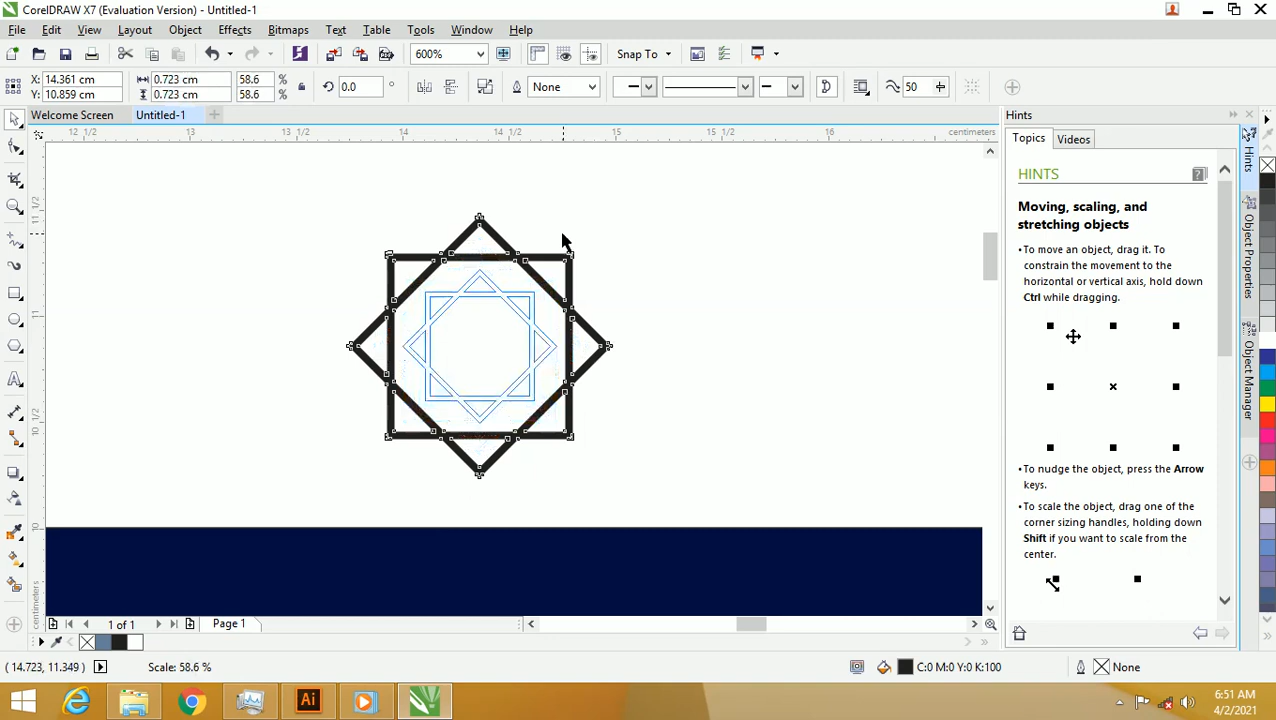 CorelDRAW X7 (Evaluation Version) - Untitled-1
File Edit View Layout Object Effects Bitmaps Text Table Tools Window Help
600% Snap To
X: 14.361 cm 0.723 cm 58.6 % 0.0 ° None 50
Y: 10.859 cm 0.723 cm 58.6 %
Welcome Screen Untitled-1
12 1/2 13 13 1/2 14 14 1/2 15 15 1/2 16 centimeters
11 1/2
11
10 1/2
10
centimeters
Hints
Topics Videos
HINTS
Moving, scaling, and
stretching objects
•To move an object, drag it. To
constrain the movement to the
horizontal or vertical axis, hold down
Ctrl while dragging.
•To nudge the object, press the Arrow
keys.
•To scale the object, drag one of the
corner sizing handles, holding down
Shift if you want to scale from the
center.
Hints
Object Properties
Object Manager
1 of 1 Page 1
(14.723, 11.349) Scale: 58.6 % C:0 M:0 Y:0 K:100 None
Ai
6:51 AM
4/2/2021